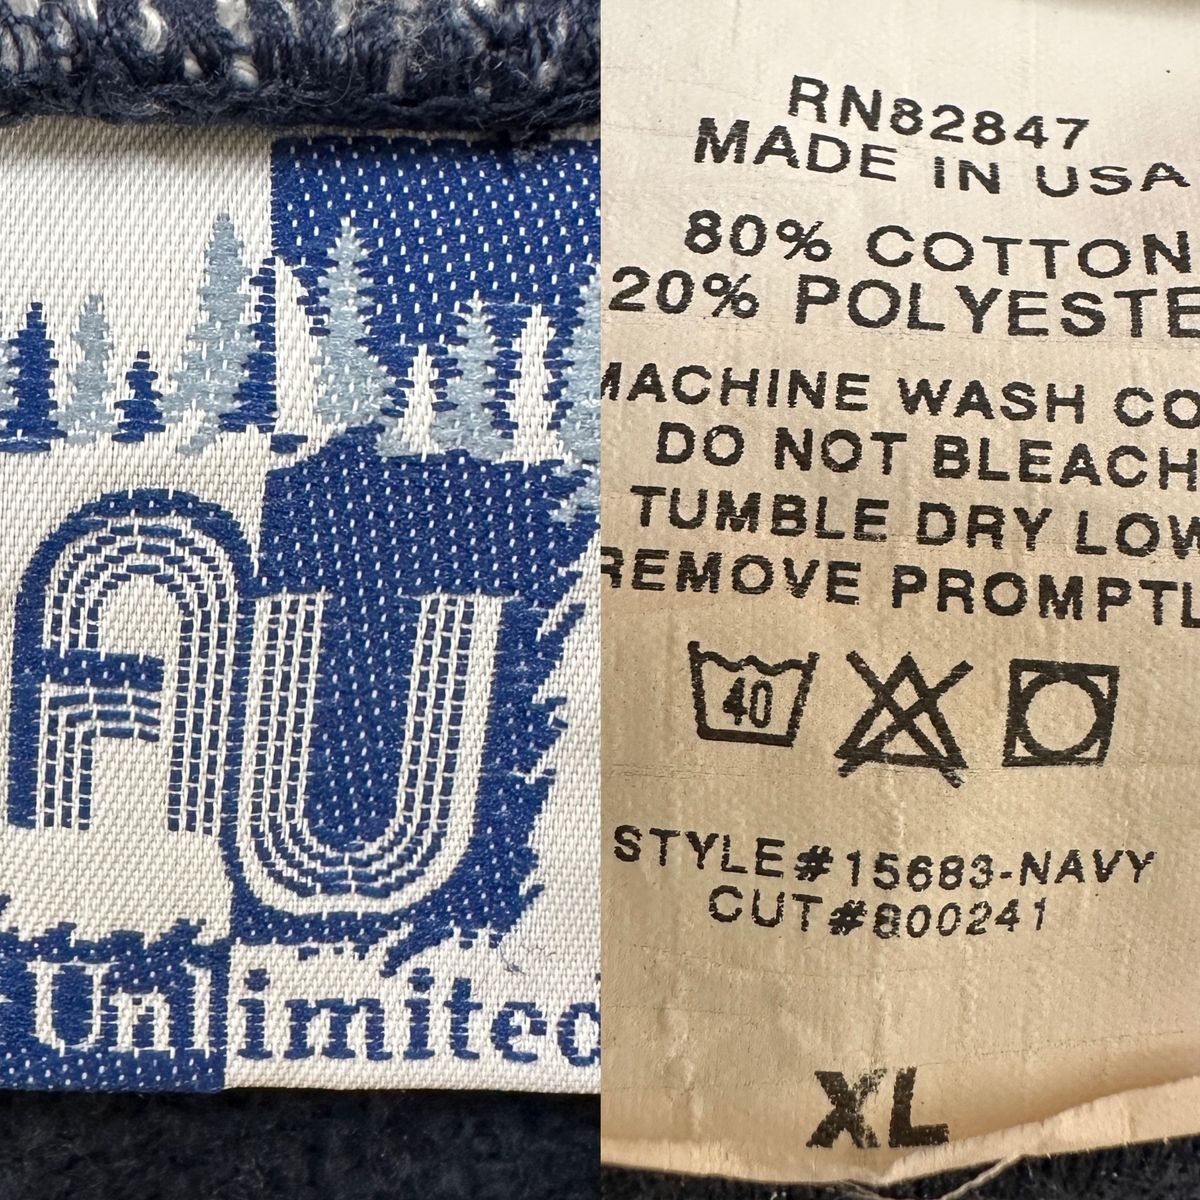 AU
Unlimited
RN82847
MADE IN USA
80% COTTON
20% POLYESTE
MACHINE WASH CO
DO NOT BLEACH
TUMBLE DRY LOW
REMOVE PROMPTL
40
STYLE#15683-NAVY
CUT#800241
XL